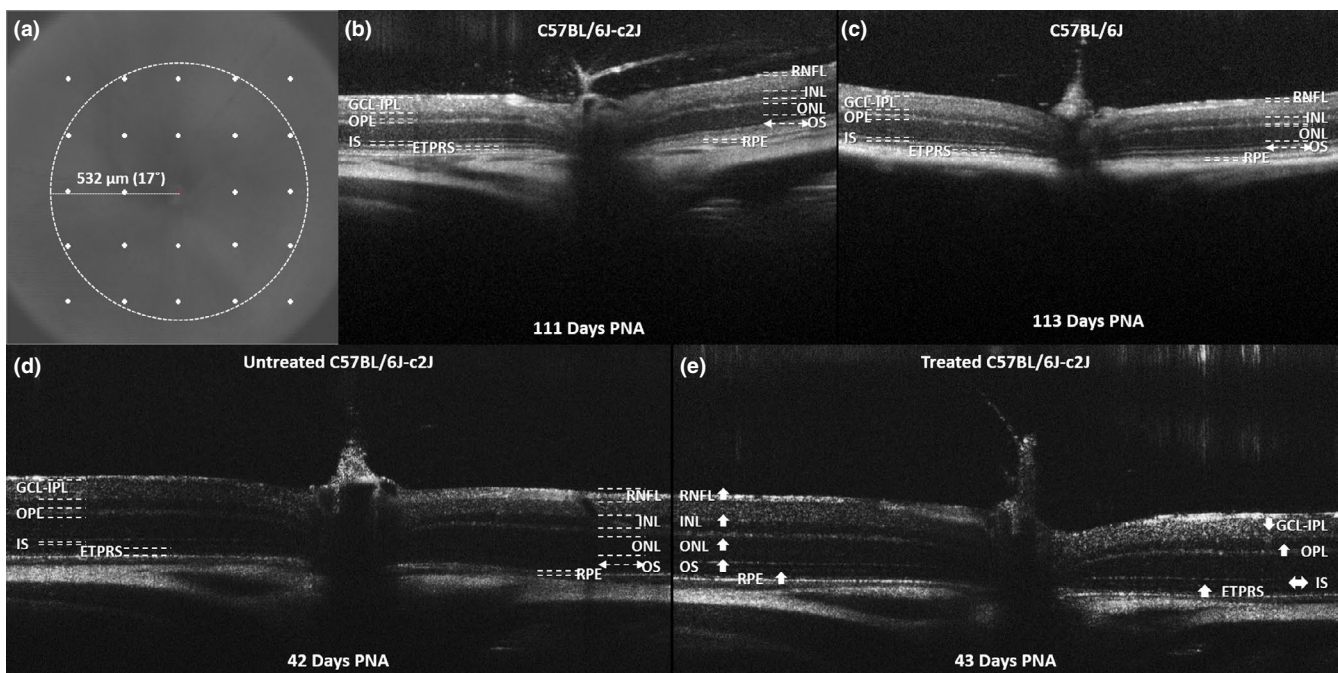 (a)
532 µm (17˚)
(b)
C57BL/6J-c2J
RNFL
INL
GCL-IPL
ONL
OPL
OS
IS
ETPRS
RPE
111 Days PNA
(c)
C57BL/6J
RNFL
GCL-IPL
INL
OPL
ONL
OS
IS
ETPRS
RPE
113 Days PNA
(d)
Untreated C57BL/6J-c2J
GCL-IPL
RNFL
OPL
INL
IS
ONL
ETPRS
OS
RPE
42 Days PNA
(e)
Treated C57BL/6J-c2J
RNFL
INL
GCL-IPL
ONL
OPL
OS
RPE
IS
ETPRS
43 Days PNA